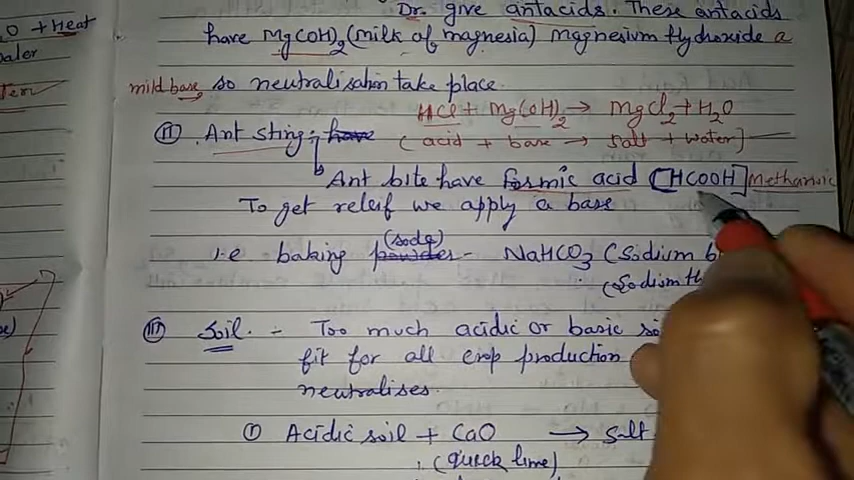 Dr. give antacids. These antacids
O + Heat
have Mg(OH)2 (milk of magnesia) magnesium Hydroxide a
mild base so neutralisation take place
HCl + Mg(OH)2 → MgCl2 + H2O
(ii) Ant sting :- (acid + base → salt + water]
Ant bite have formic acid [HCOOH] Methanoic
To get releif we apply a base
i.e baking (soda) - NaHCO3 (Sodium b
(Sodium
(iii) Soil. - Too much acidic or basic so
fit for all crop production
neutralises.
(i) Acidic soil + CaO → salt
(quick lime)